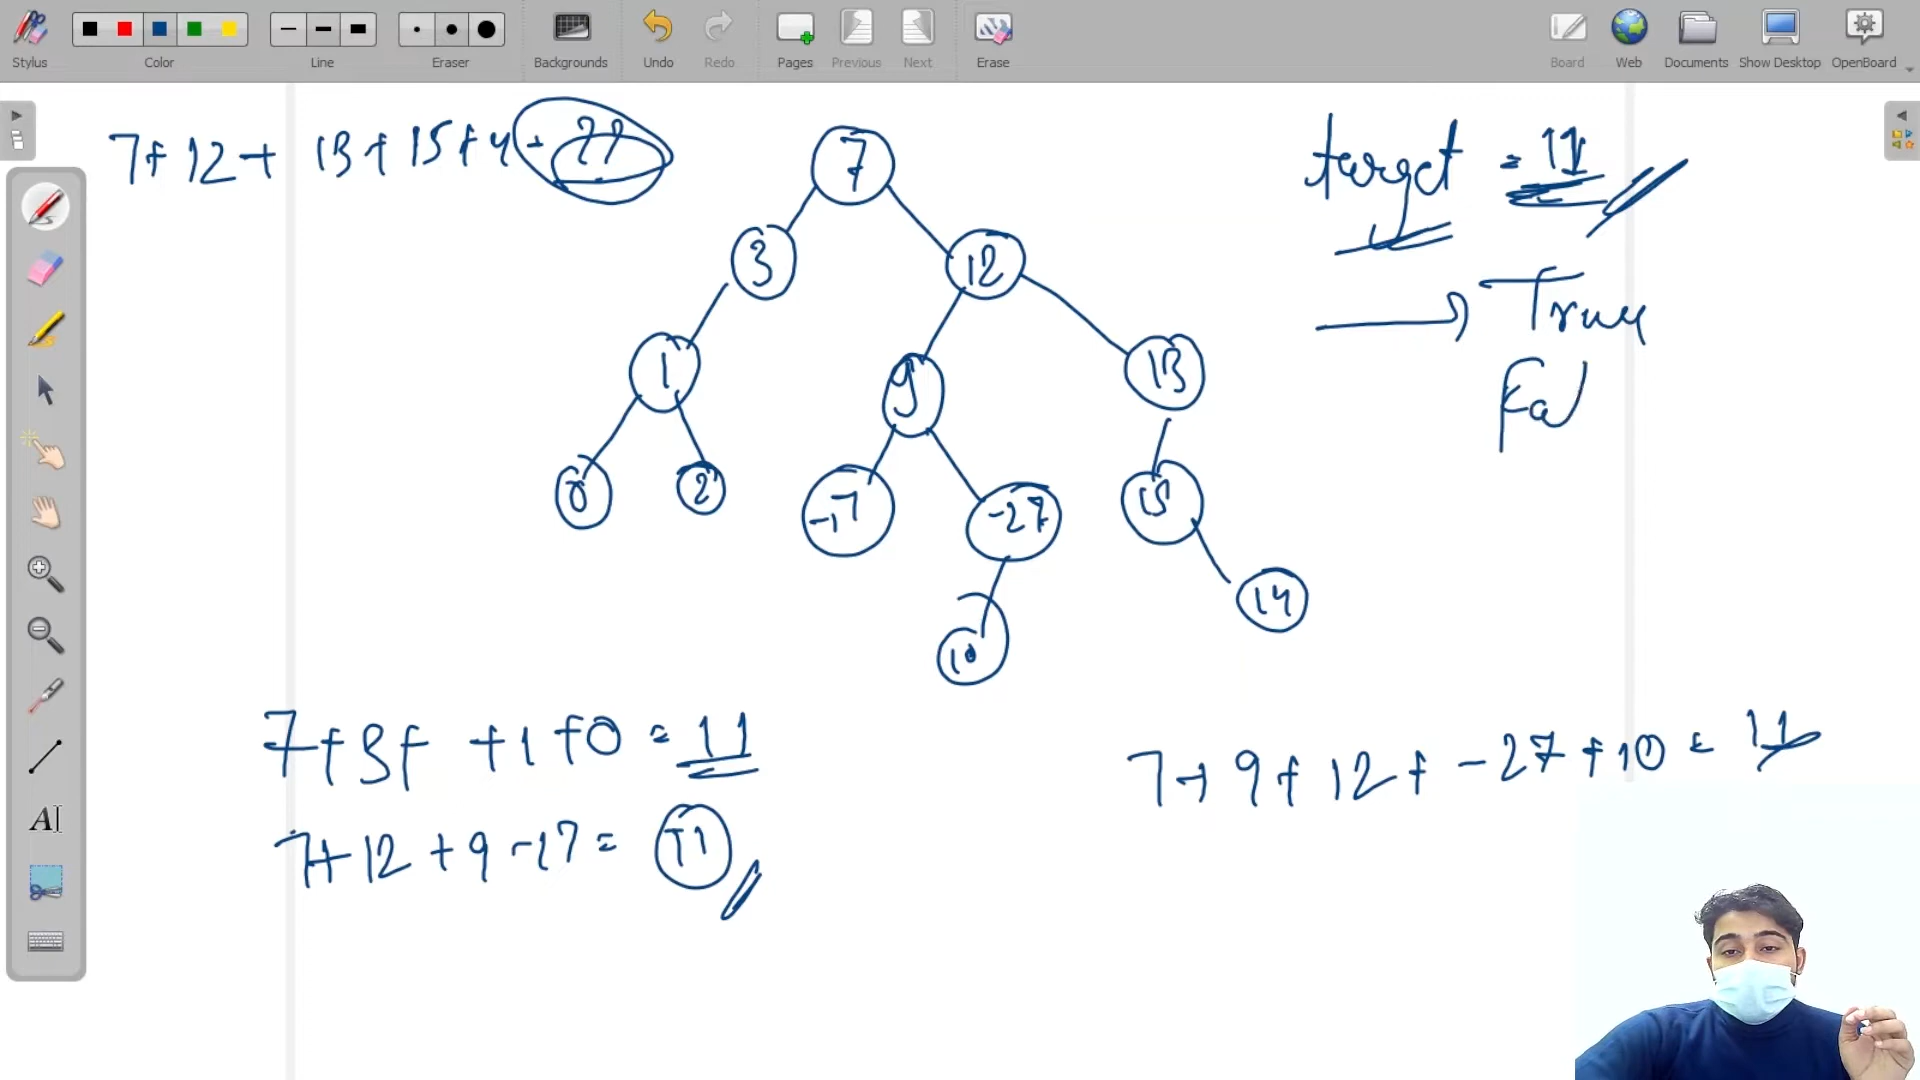 Stylus Color Line Eraser Backgrounds Undo Redo Pages Previous Next Erase Board Web Documents Show Desktop OpenBoard
7+ 12 + 13 + 15 + 4 -
target = 11
True
Fal
7
3 12
1 9 13
0 2 -17 -27 15
14
10
7 + 3 + + 1 + 0 = 11
7 + 9 + 12 + -27 + 10 = 11
7+ 12 + 9 -17 = 11
AI